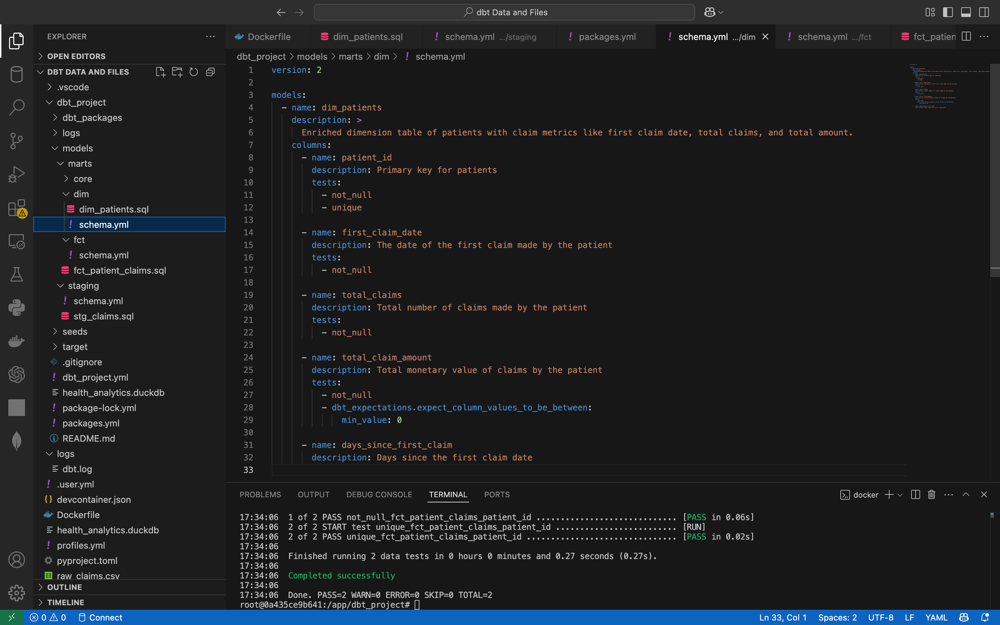 dbt Data and Files
EXPLORER
OPEN EDITORS
DBT DATA AND FILES
.vscode
dbt_project
dbt_packages
logs
models
marts
core
dim
dim_patients.sql
schema.yml
fct
schema.yml
fct_patient_claims.sql
staging
schema.yml
stg_claims.sql
seeds
target
.gitignore
dbt_project.yml
health_analytics.duckdb
package-lock.yml
packages.yml
README.md
logs
dbt.log
.user.yml
devcontainer.json
Dockerfile
health_analytics.duckdb
profiles.yml
pyproject.toml
raw_claims.csv
OUTLINE
TIMELINE
Dockerfile dim_patients.sql schema.yml .../staging packages.yml schema.yml .../dim schema.yml .../fct fct_patien
dbt_project > models > marts > dim > ! schema.yml
1 version: 2
2
3 models:
4 - name: dim_patients
5 description: >
6 Enriched dimension table of patients with claim metrics like first claim date, total claims, and total amount.
7 columns:
8 - name: patient_id
9 description: Primary key for patients
10 tests:
11 - not_null
12 - unique
13
14 - name: first_claim_date
15 description: The date of the first claim made by the patient
16 tests:
17 - not_null
18
19 - name: total_claims
20 description: Total number of claims made by the patient
21 tests:
22 - not_null
23
24 - name: total_claim_amount
25 description: Total monetary value of claims by the patient
26 tests:
27 - not_null
28 - dbt_expectations.expect_column_values_to_be_between:
29 min_value: 0
30
31 - name: days_since_first_claim
32 description: Days since the first claim date
33
PROBLEMS OUTPUT DEBUG CONSOLE TERMINAL PORTS docker
17:34:06 1 of 2 PASS not_null_fct_patient_claims_patient_id ............................. [PASS in 0.06s]
17:34:06 2 of 2 START test unique_fct_patient_claims_patient_id ......................... [RUN]
17:34:06 2 of 2 PASS unique_fct_patient_claims_patient_id ............................... [PASS in 0.02s]
17:34:06
17:34:06 Finished running 2 data tests in 0 hours 0 minutes and 0.27 seconds (0.27s).
17:34:06
17:34:06 Completed successfully
17:34:06
17:34:06 Done. PASS=2 WARN=0 ERROR=0 SKIP=0 TOTAL=2
root@0a435ce9b641:/app/dbt_project#
0 0 Connect Ln 33, Col 1 Spaces: 2 UTF-8 LF YAML